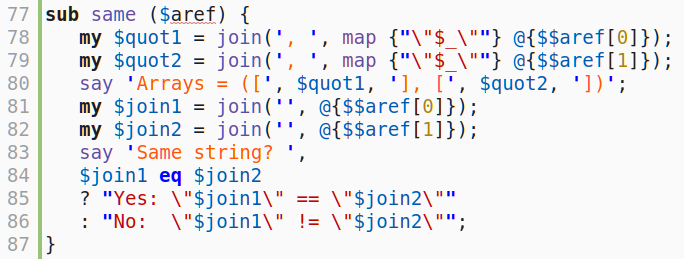 77 sub same ($aref) {
78    my $quot1 = join(', ', map {"\"$_\""} @{$$aref[0]});
79    my $quot2 = join(', ', map {"\"$_\""} @{$$aref[1]});
80    say 'Arrays = ([', $quot1, '], [', $quot2, '])';
81    my $join1 = join('', @{$$aref[0]});
82    my $join2 = join('', @{$$aref[1]});
83    say 'Same string? ',
84    $join1 eq $join2
85    ? "Yes: \"$join1\" == \"$join2\""
86    : "No:  \"$join1\" != \"$join2\"";
87 }